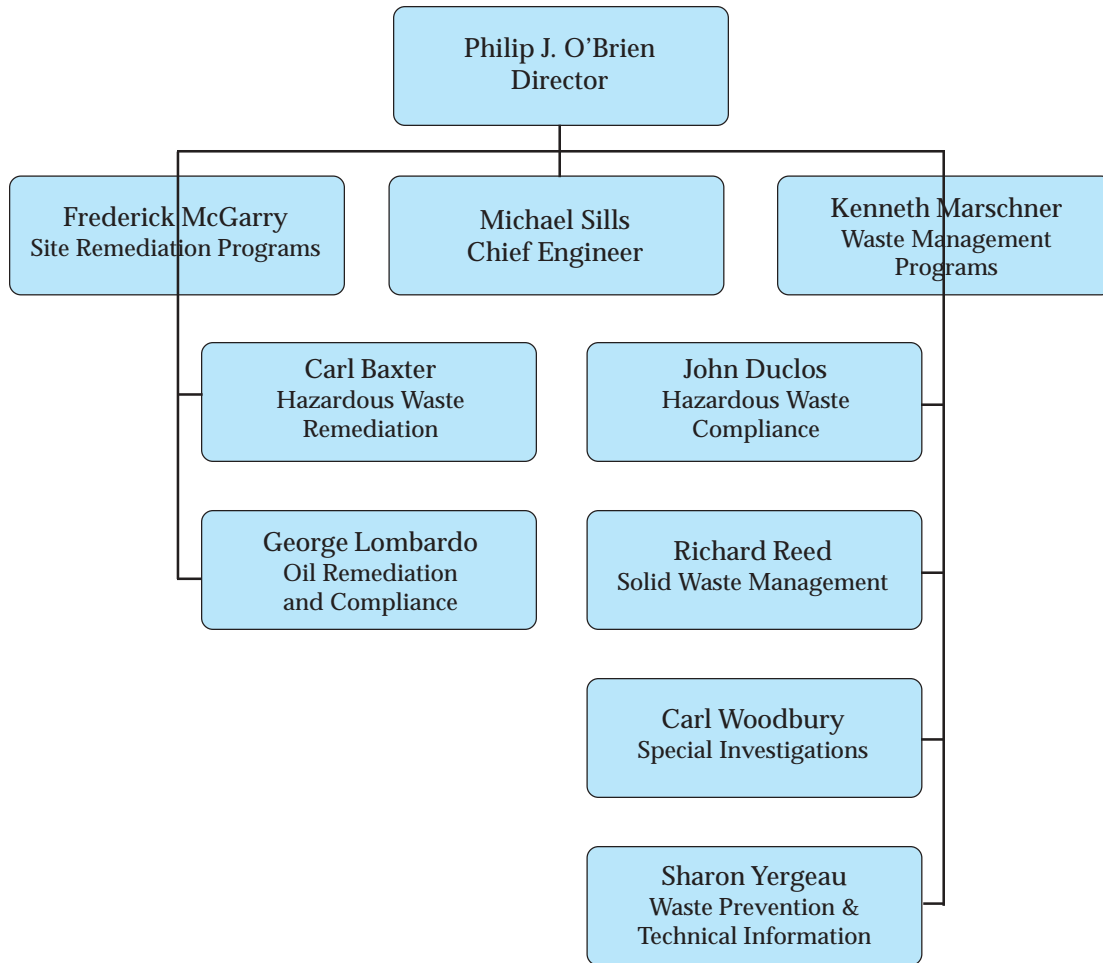 Philip J. O’Brien
Director
Frederick McGarry
Site Remediation Programs
Michael Sills
Chief Engineer
Kenneth Marschner
Waste Management
Programs
Carl Baxter
Hazardous Waste
Remediation
John Duclos
Hazardous Waste
Compliance
George Lombardo
Oil Remediation
and Compliance
Richard Reed
Solid Waste Management
Carl Woodbury
Special Investigations
Sharon Yergeau
Waste Prevention &
Technical Information